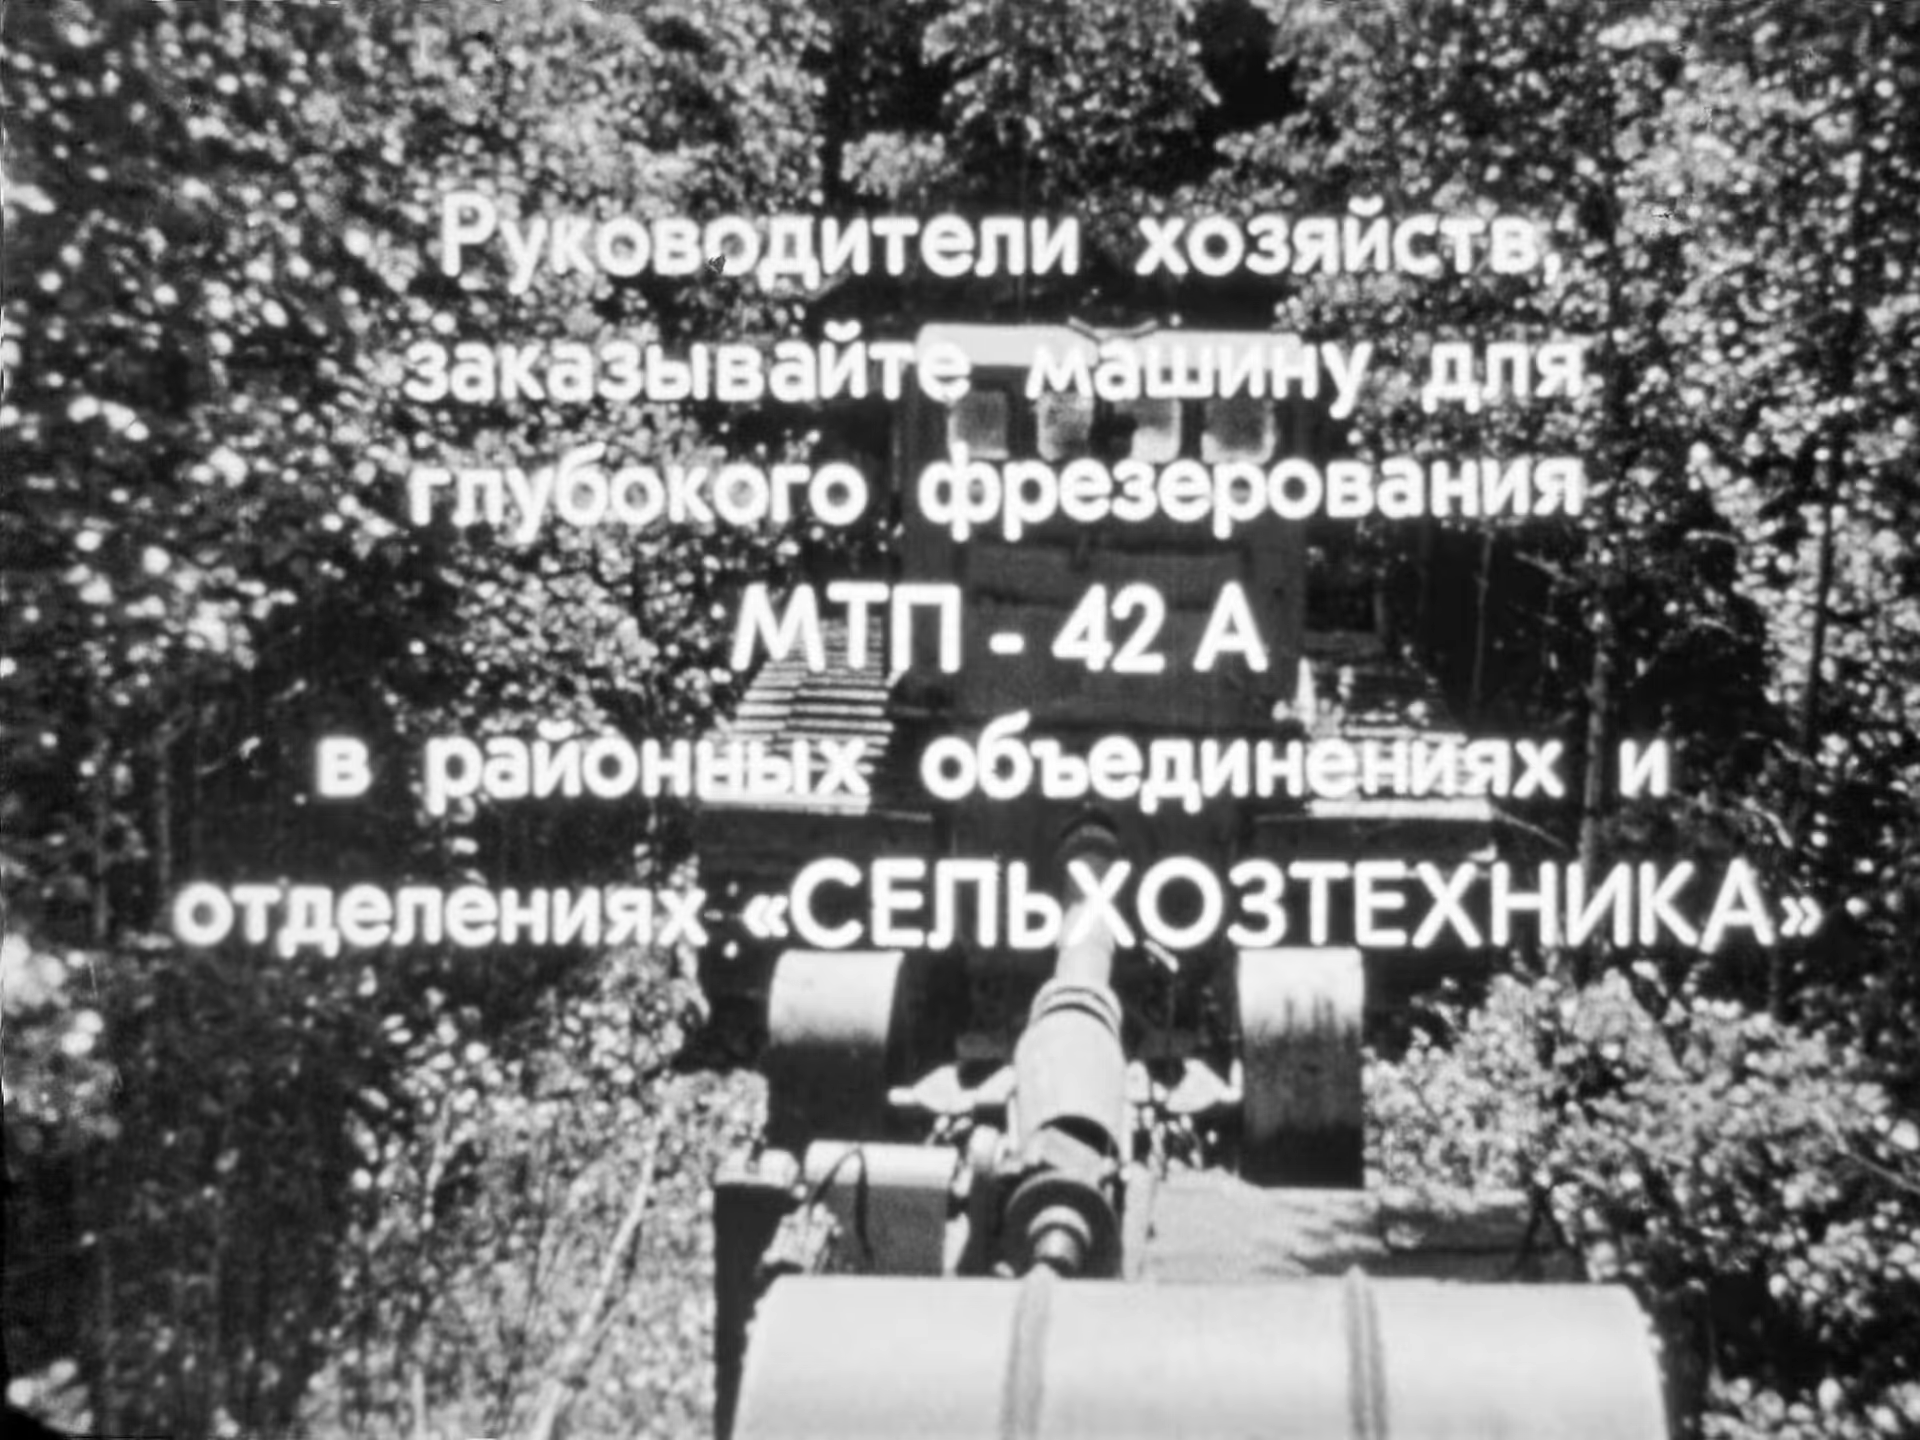 Руководители хозяйств,
заказывайте машину для
глубокого фрезерования
МТП - 42 А
в районных объединениях и
отделениях «СЕЛЬХОЗТЕХНИКА»